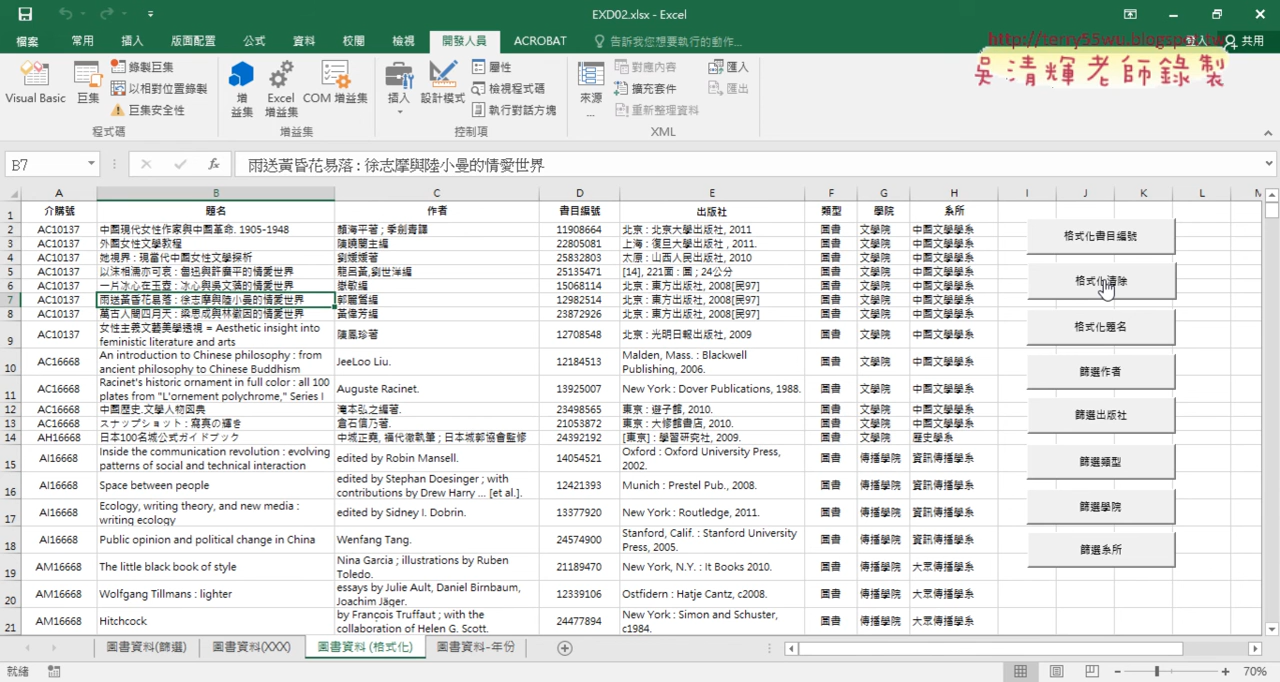 EXD02.xlsx - Excel
http://terry55wu.blogspot.tw
吳清輝老師錄製
檔案 常用 插入 版面配置 公式 資料 校閱 檢視 開發人員 ACROBAT 告訴我您想要執行的動作... 登入 共用
Visual Basic 巨集 錄製巨集 以相對位置錄製 巨集安全性
增益集 Excel 增益集 COM 增益集
插入 設計模式 屬性 檢視程式碼 執行對話方塊
來源... 對應內容 擴充套件 重新整理資料 匯入 匯出
程式碼 增益集 控制項 XML
B7 fx 雨送黃昏花易落 : 徐志摩與陸小曼的情愛世界
A B C D E F G H I J K L M
1 介購號 題名 作者 書目編號 出版社 類型 學院 系所
2 AC10137 中國現代女性作家與中國革命. 1905-1948 顏海平著 ; 季劍青譯 11908664 北京 : 北京大學出版社, 2011 圖書 文學院 中國文學學系
3 AC10137 外國女性文學教程 陳曉蘭主編 22805081 上海 : 復旦大學出版社, 2011. 圖書 文學院 中國文學學系
4 AC10137 她視界 : 現當代中國女性文學探析 劉媛媛著 25832803 太原 : 山西人民出版社, 2010 圖書 文學院 中國文學學系
5 AC10137 以沫相濡亦可哀 : 魯迅與許廣平的情愛世界 蔡呂菱,劉世洋編 25135471 [14], 221面 : 圖 ; 24公分 圖書 文學院 中國文學學系
6 AC10137 一片冰心在玉壺 : 冰心與吳文藻的情愛世界 嶽敏編 15068114 北京 : 東方出版社, 2008[民97] 圖書 文學院 中國文學學系
7 AC10137 雨送黃昏花易落 : 徐志摩與陸小曼的情愛世界 郭麗鶯編 12982514 北京 : 東方出版社, 2008[民97] 圖書 文學院 中國文學學系
8 AC10137 萬古人間四月天 : 梁思成與林徽因的情愛世界 黃偉芳編 23872926 北京 : 東方出版社, 2008[民97] 圖書 文學院 中國文學學系
9 AC10137 女性主義文藝美學透視 = Aesthetic insight into feministic literature and arts 陳鳳珍著 12708548 北京 : 光明日報出版社, 2009 圖書 文學院 中國文學學系
10 AC16668 An introduction to Chinese philosophy : from ancient philosophy to Chinese Buddhism JeeLoo Liu. 12184513 Malden, Mass. : Blackwell Publishing, 2006. 圖書 文學院 中國文學學系
11 AC16668 Racinet's historic ornament in full color : all 100 plates from "L'ornement polychrome," Series I Auguste Racinet. 13925007 New York : Dover Publications, 1988. 圖書 文學院 中國文學學系
12 AC16668 中國歴史.文学人物図典 瀧本弘之編著. 23498565 東京 : 遊子館, 2010. 圖書 文學院 中國文學學系
13 AC16668 スナップショット : 写真の輝き 倉石信乃著. 21053872 東京 : 大修館書店, 2010. 圖書 文學院 中國文學學系
14 AH16668 日本100名城公式ガイドブック 中城正堯, 福代徹執筆 ; 日本城郭協會監修 24392192 [東京] : 學習研究社, 2009. 圖書 文學院 歷史學系
15 AI16668 Inside the communication revolution : evolving patterns of social and technical interaction edited by Robin Mansell. 14054521 Oxford : Oxford University Press, 2002. 圖書 傳播學院 資訊傳播學系
16 AI16668 Space between people edited by Stephan Doesinger ; with contributions by Drew Harry ... [et al.]. 12421393 Munich : Prestel Pub., 2008. 圖書 傳播學院 資訊傳播學系
17 AI16668 Ecology, writing theory, and new media : writing ecology edited by Sidney I. Dobrin. 13377920 New York : Routledge, 2011. 圖書 傳播學院 資訊傳播學系
18 AI16668 Public opinion and political change in China Wenfang Tang. 24574900 Stanford, Calif. : Stanford University Press, 2005. 圖書 傳播學院 資訊傳播學系
19 AM16668 The little black book of style Nina Garcia ; illustrations by Ruben Toledo. 21189470 New York, N.Y. : It Books 2010. 圖書 傳播學院 大眾傳播學系
20 AM16668 Wolfgang Tillmans : lighter essays by Julie Ault, Daniel Birnbaum, Joachim Jäger. 12339106 Ostfidern : Hatje Cantz, c2008. 圖書 傳播學院 大眾傳播學系
21 AM16668 Hitchcock by François Truffaut ; with the collaboration of Helen G. Scott. 24477894 New York : Simon and Schuster, c1984. 圖書 傳播學院 大眾傳播學系
格式化書目編號
格式化清除
格式化題名
篩選作者
篩選出版社
篩選類型
篩選學院
篩選系所
圖書資料(篩選) 圖書資料(XXX) 圖書資料 (格式化) 圖書資料-年份
就緒 70%